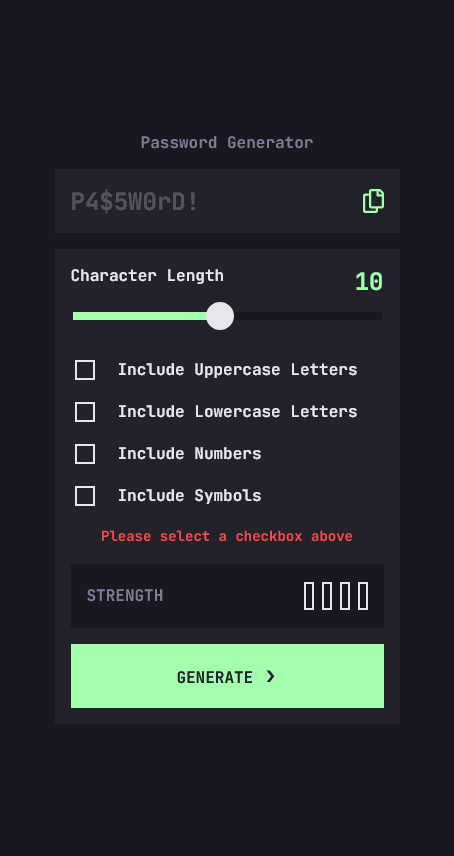 Password Generator
P4$5W0rD!
Character Length
10
Include Uppercase Letters
Include Lowercase Letters
Include Numbers
Include Symbols
Please select a checkbox above
STRENGTH
GENERATE ❯